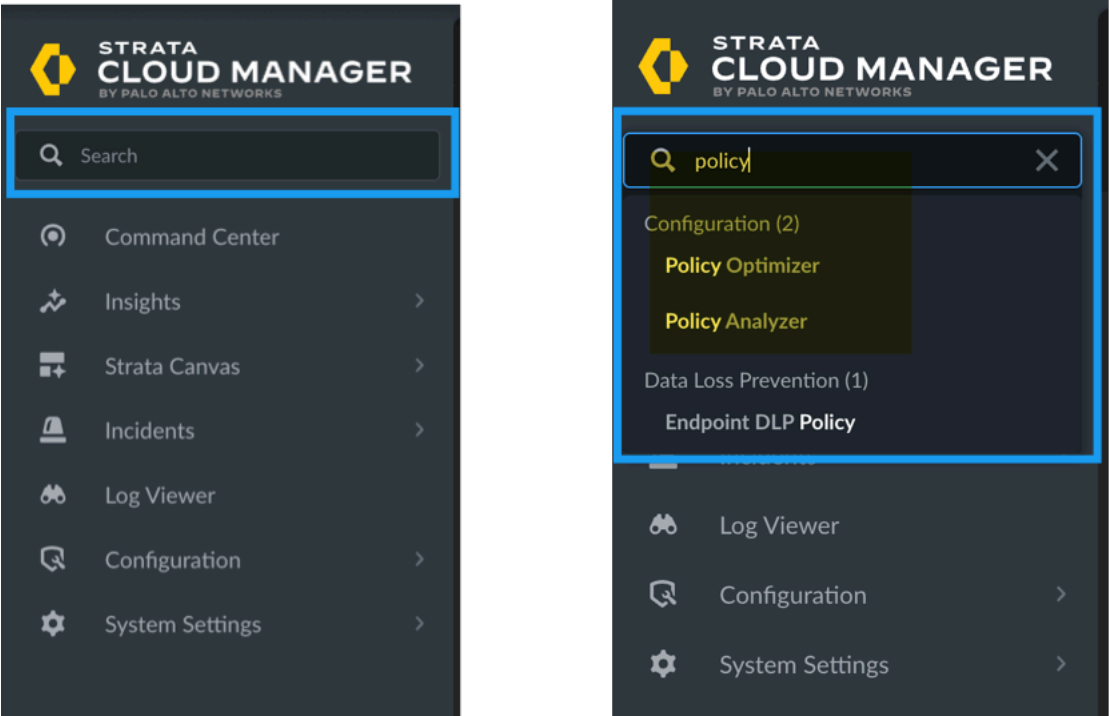 STRATA
CLOUD MANAGER
BY PALO ALTO NETWORKS
Search
Command Center
Insights
Strata Canvas
Incidents
Log Viewer
Configuration
System Settings
STRATA
CLOUD MANAGER
BY PALO ALTO NETWORKS
policy
Configuration (2)
Policy Optimizer
Policy Analyzer
Data Loss Prevention (1)
Endpoint DLP Policy
Incidents
Log Viewer
Configuration
System Settings